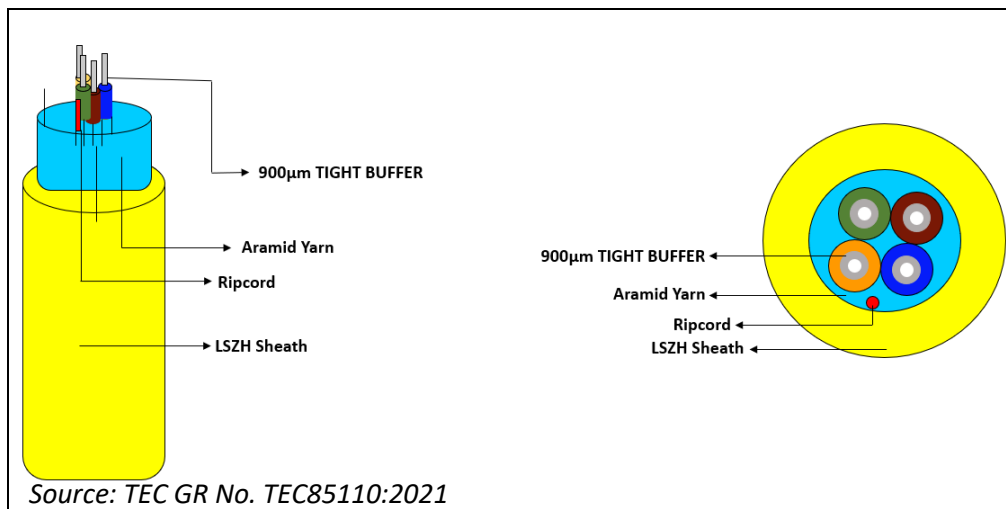 900µm TIGHT BUFFER
Aramid Yarn
Ripcord
LSZH Sheath
900µm TIGHT BUFFER
Aramid Yarn
Ripcord
LSZH Sheath
Source: TEC GR No. TEC85110:2021